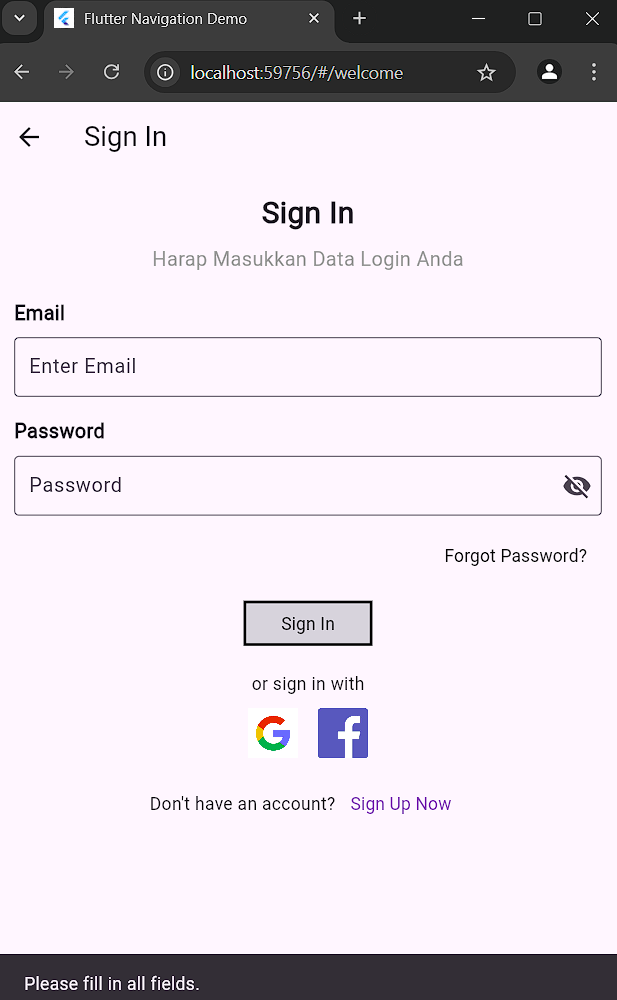 Flutter Navigation Demo
localhost:59756/#/welcome
Sign In
Sign In
Harap Masukkan Data Login Anda
Email
Enter Email
Password
Password
Forgot Password?
Sign In
or sign in with
Don't have an account? Sign Up Now
Please fill in all fields.